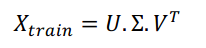 X_train = U.Σ.V^T